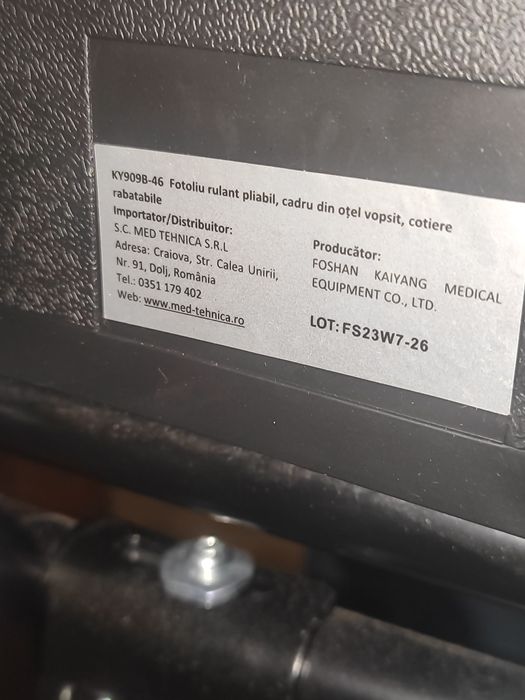 KY909B-46 Fotoliu rulant pliabil, cadru din oțel vopsit, cotiere
rabatabile
Importator/Distribuitor:
S.C. MED TEHNICA S.R.L
Adresa: Craiova, Str. Calea Unirii,
Nr. 91, Dolj, România
Tel.: 0351 179 402
Web: www.med-tehnica.ro
Producător:
FOSHAN KAIYANG MEDICAL
EQUIPMENT CO., LTD.
LOT: FS23W7-26